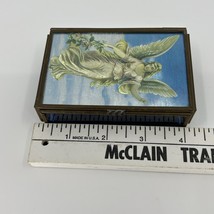 1 2 3 4
MADE IN U.S.A.
McCLAIN TRA